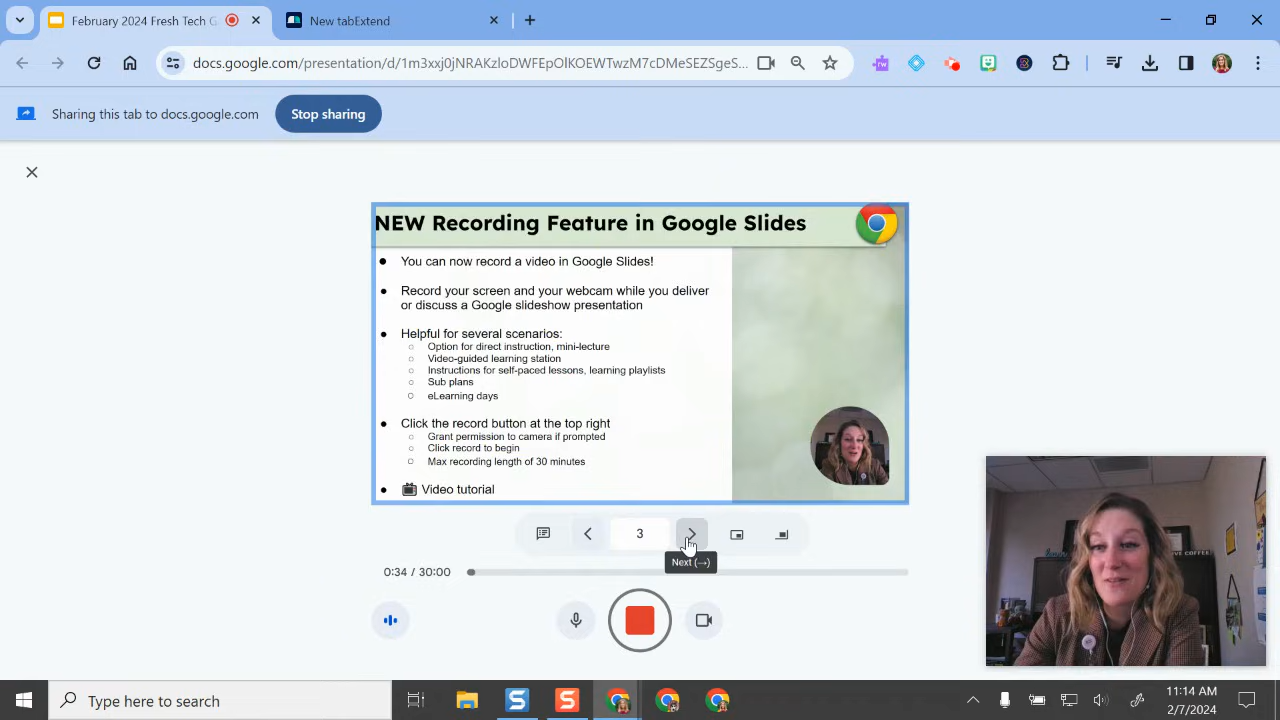 February 2024 Fresh Tech G
New tabExtend
docs.google.com/presentation/d/1m3xxj0jNRAKzloDWFEpOlKOEWTwzM7cDMeSEZSgeS...
Sharing this tab to docs.google.com
Stop sharing
NEW Recording Feature in Google Slides
You can now record a video in Google Slides!
Record your screen and your webcam while you deliver
or discuss a Google slideshow presentation
Helpful for several scenarios:
Option for direct instruction, mini-lecture
Video-guided learning station
Instructions for self-paced lessons, learning playlists
Sub plans
eLearning days
Click the record button at the top right
Grant permission to camera if prompted
Click record to begin
Max recording length of 30 minutes
Video tutorial
3
Next (→)
0:34 / 30:00
Type here to search
11:14 AM
2/7/2024